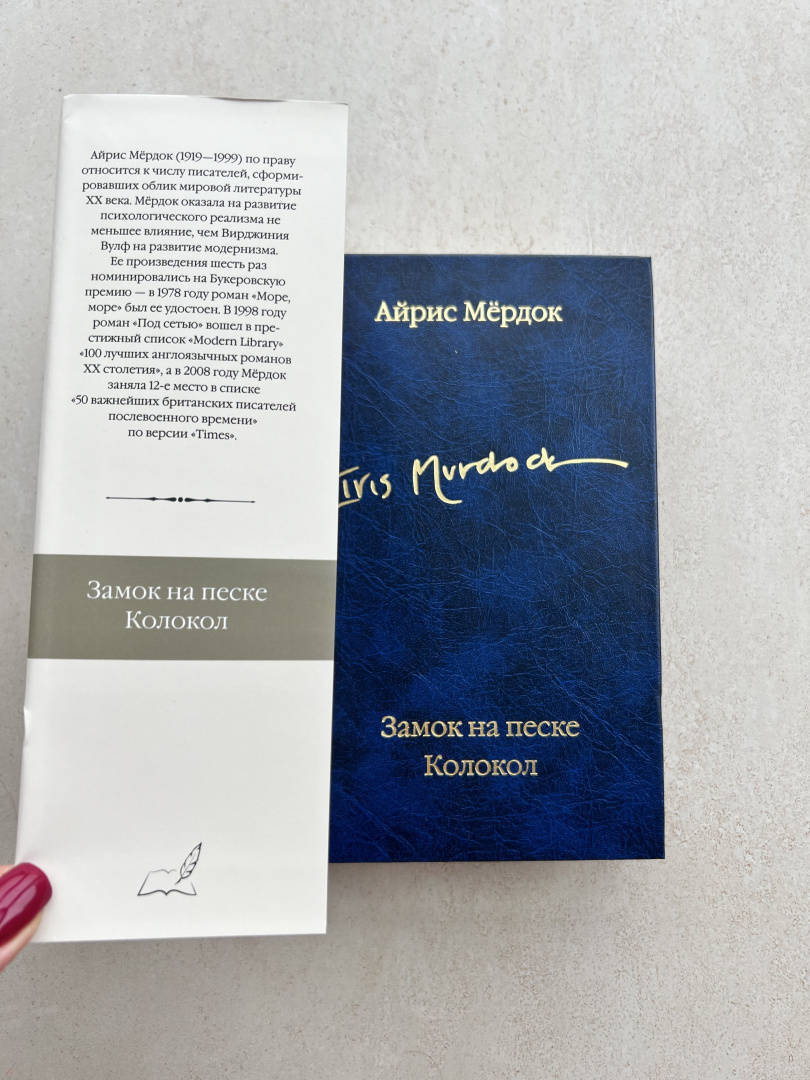 Айрис Мёрдок (1919—1999) по праву
относится к числу писателей, сформи-
ровавших облик мировой литературы
XX века. Мёрдок оказала на развитие
психологического реализма не
меньшее влияние, чем Вирджиния
Вулф на развитие модернизма.
Ее произведения шесть раз
номинировались на Букеровскую
премию — в 1978 году роман «Море,
море» был ее удостоен. В 1998 году
роман «Под сетью» вошел в пре-
стижный список «Modern Library»
«100 лучших англоязычных романов
XX столетия», а в 2008 году Мёрдок
заняла 12-е место в списке
«50 важнейших британских писателей
послевоенного времени»
по версии «Times».
Замок на песке
Колокол
Айрис Мёрдок
Iris Murdoch
Замок на песке
Колокол